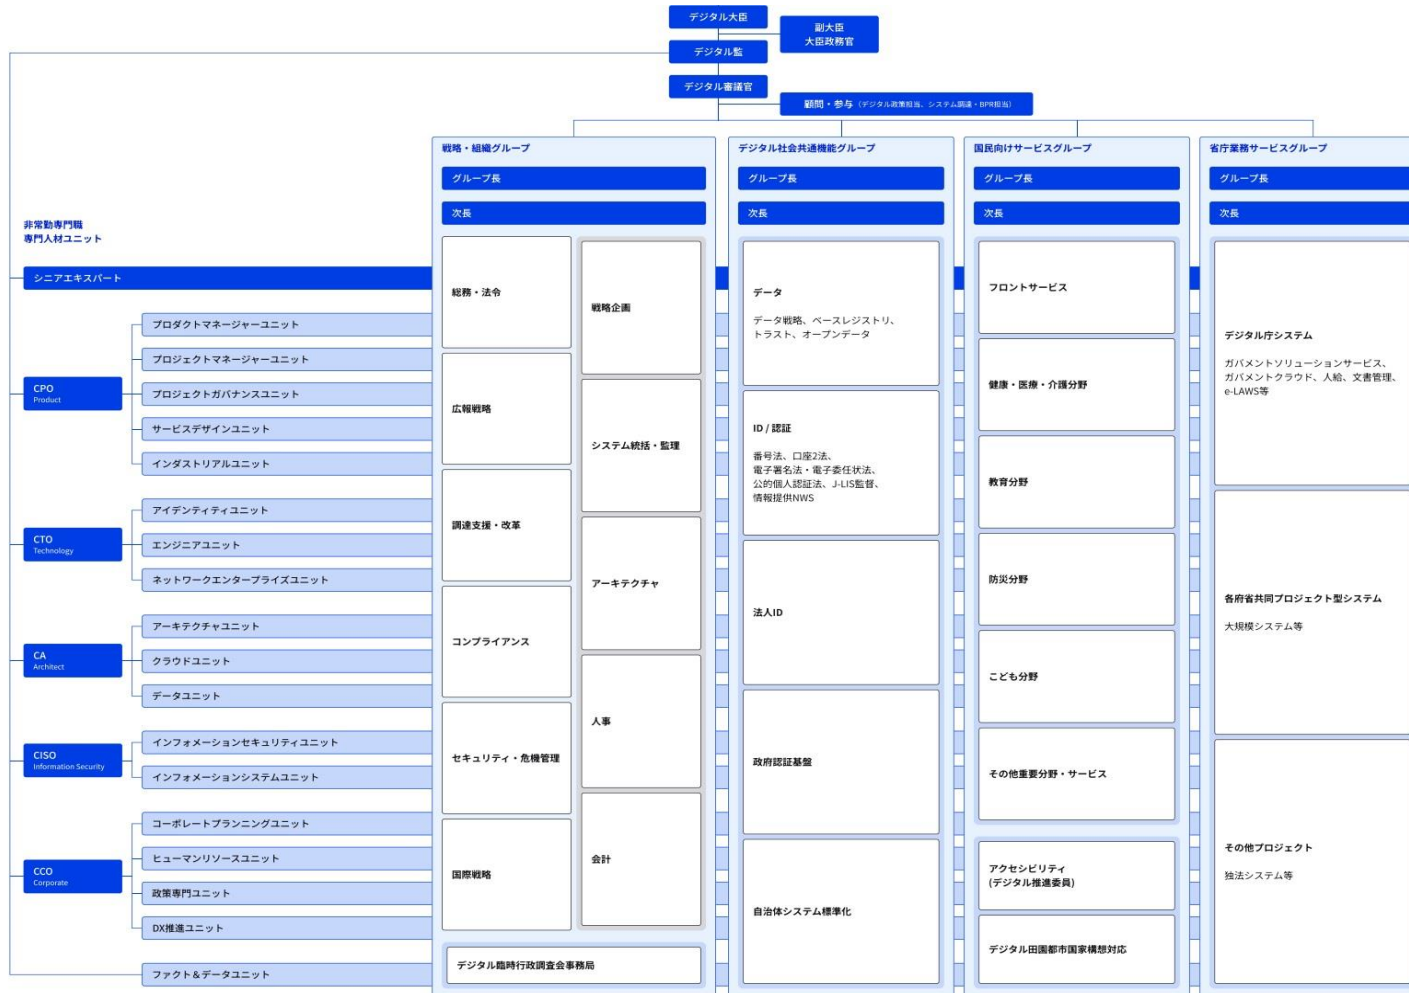 デジタル大臣
副大臣
大臣政務官
デジタル監
デジタル審議官
顧問・参与（デジタル政策担当、システム調達・BPR担当）
非常勤専門職
専門人材ユニット
シニアエキスパート
CPO
Product
プロダクトマネージャーユニット
プロジェクトマネージャーユニット
プロジェクトガバナンスユニット
サービスデザインユニット
インダストリアルユニット
CTO
Technology
アイデンティティユニット
エンジニアユニット
ネットワークエンタープライズユニット
CA
Architect
アーキテクチャユニット
クラウドユニット
データユニット
CISO
Information Security
インフォメーションセキュリティユニット
インフォメーションシステムユニット
CCO
Corporate
コーポレートプランニングユニット
ヒューマンリソースユニット
政策専門ユニット
DX推進ユニット
ファクト＆データユニット
戦略・組織グループ
グループ長
次長
総務・法令
広報戦略
調達支援・改革
コンプライアンス
セキュリティ・危機管理
国際戦略
戦略企画
システム統括・監理
アーキテクチャ
人事
会計
デジタル臨時行政調査会事務局
デジタル社会共通機能グループ
グループ長
次長
データ
データ戦略、ベースレジストリ、
トラスト、オープンデータ
ID / 認証
番号法、口座2法、
電子署名法・電子委任状法、
公的個人認証法、J-LIS監督、
情報提供NWS
法人ID
政府認証基盤
自治体システム標準化
国民向けサービスグループ
グループ長
次長
フロントサービス
健康・医療・介護分野
教育分野
防災分野
こども分野
その他重要分野・サービス
アクセシビリティ
(デジタル推進委員)
デジタル田園都市国家構想対応
省庁業務サービスグループ
グループ長
次長
デジタル庁システム
ガバメントソリューションサービス、
ガバメントクラウド、人給、文書管理、
e-LAWS等
各府省共同プロジェクト型システム
大規模システム等
その他プロジェクト
独法システム等